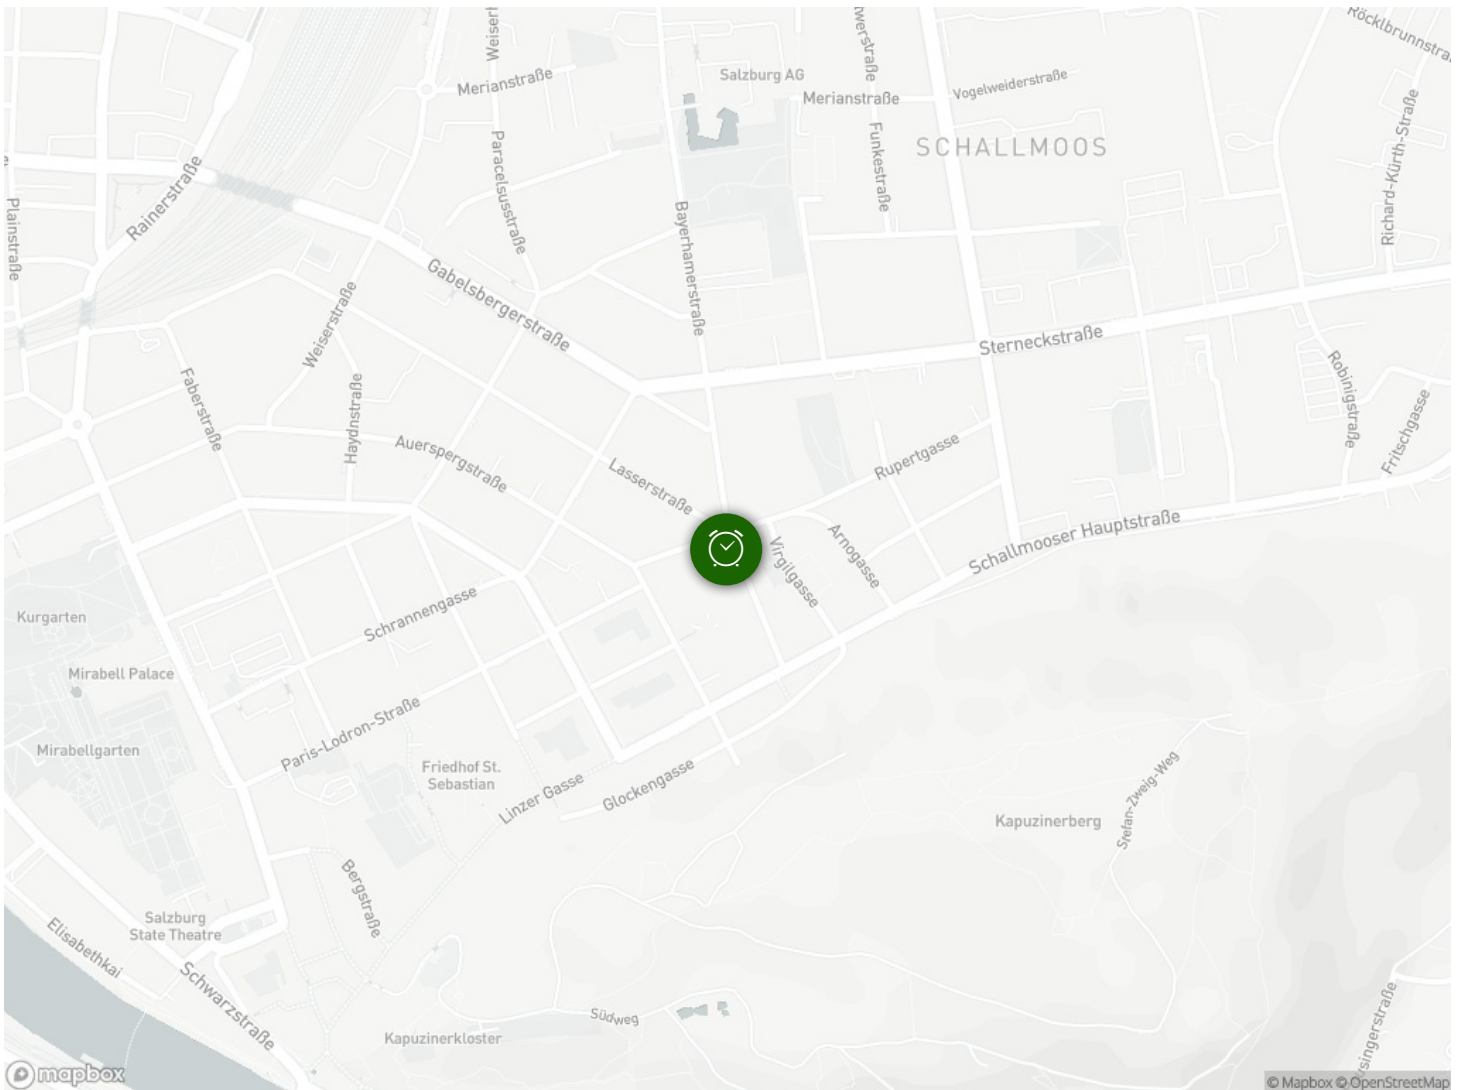 Röcklbrunnstra
Weiserl
twerstraße
Merianstraße
Salzburg AG
Merianstraße
Vogelweiderstraße
Funkestraße
SCHALLMOOS
Richard-Kürth-Straße
Paracelsusstraße
Rainerstraße
Plainstraße
Bayerhamerstraße
Gabelsbergerstraße
Weiserstraße
Sterneckstraße
Robinigstraße
Faberstraße
Haydnstraße
Fritschgasse
Auerspergstraße
Lasserstraße
Rupertgasse
Schallmooser Hauptstraße
Virgilgasse
Arnogasse
Kurgarten
Schrannengasse
Mirabell Palace
Mirabellgarten
Paris-Lodron-Straße
Friedhof St.
Sebastian
Linzer Gasse
Glockengasse
Stefan-Zweig-Weg
Kapuzinerberg
Bergstraße
Salzburg
State Theatre
Elisabethkai
Schwarzstraße
Südweg
Kapuzinerkloster
usingerstraße
mapbox
© Mapbox © OpenStreetMap